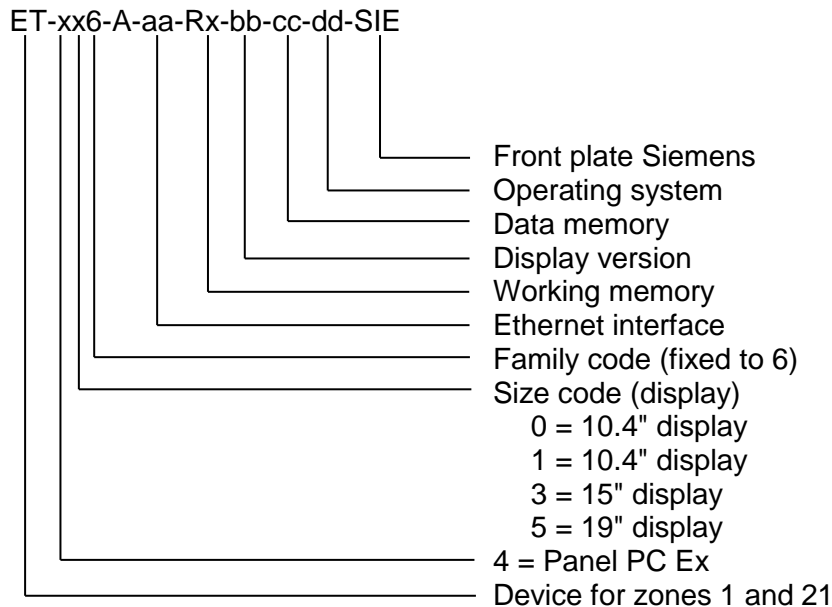 ET-xx6-A-aa-Rx-bb-cc-dd-SIE
Front plate Siemens
Operating system
Data memory
Display version
Working memory
Ethernet interface
Family code (fixed to 6)
Size code (display)
0 = 10.4" display
1 = 10.4" display
3 = 15" display
5 = 19" display
4 = Panel PC Ex
Device for zones 1 and 21